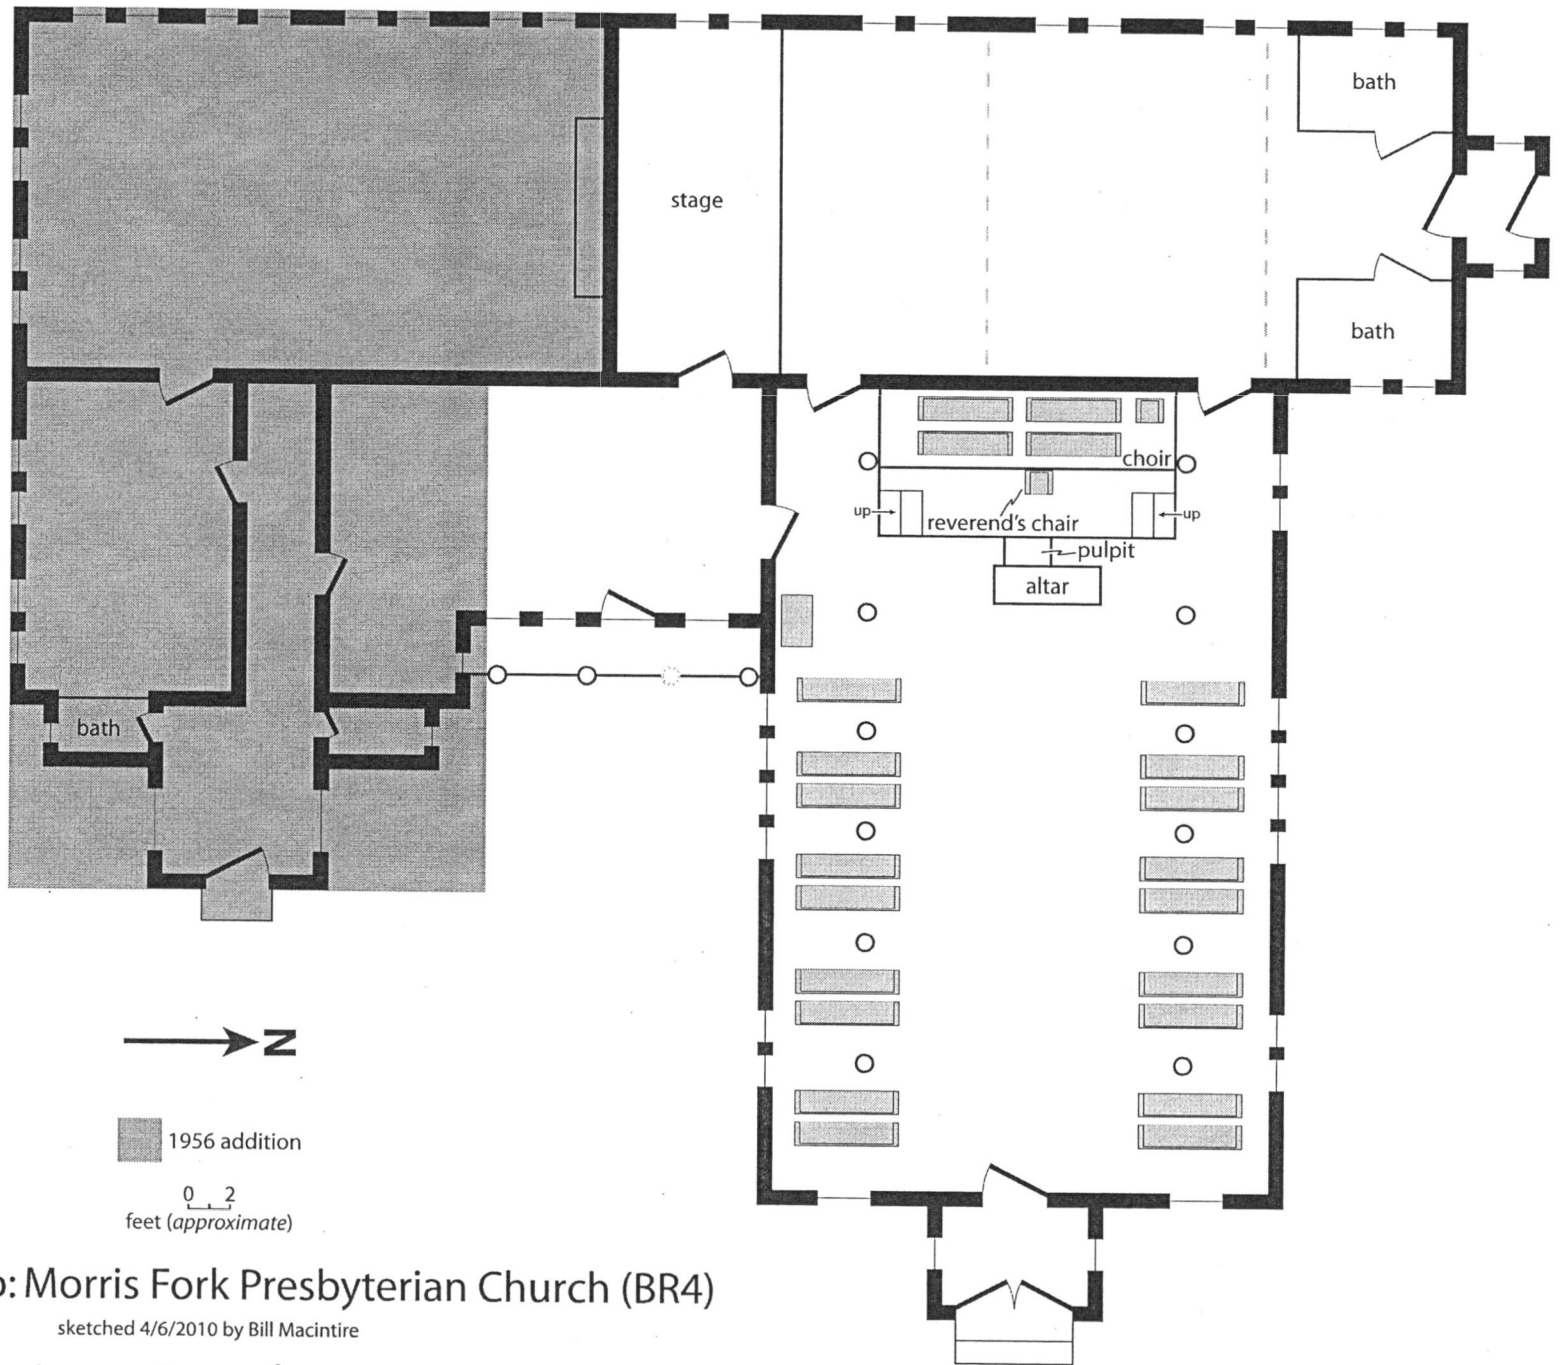 bath
stage
bath
choir
up
up
reverend's chair
pulpit
altar
bath
N
1956 addition
0 2
feet (approximate)
: Morris Fork Presbyterian Church (BR4)
sketched 4/6/2010 by Bill Macintire